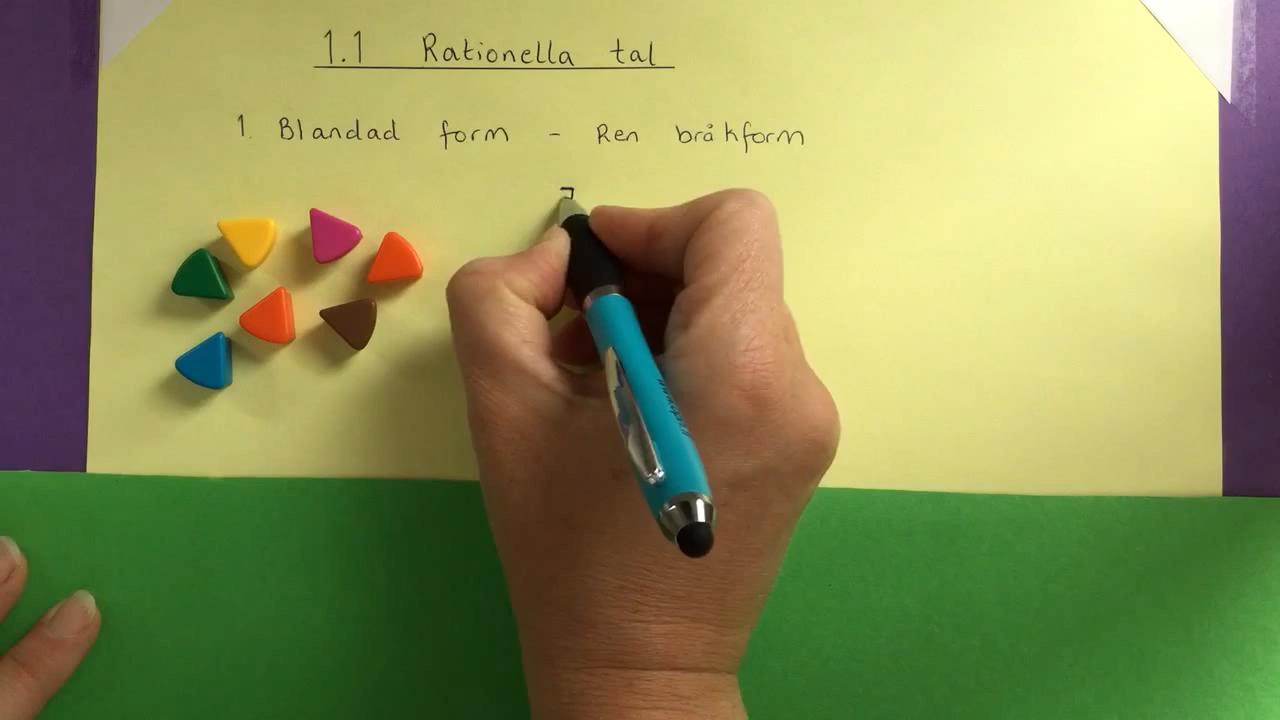 1.1 Rationella tal
1. Blandad form - Ren bråkform